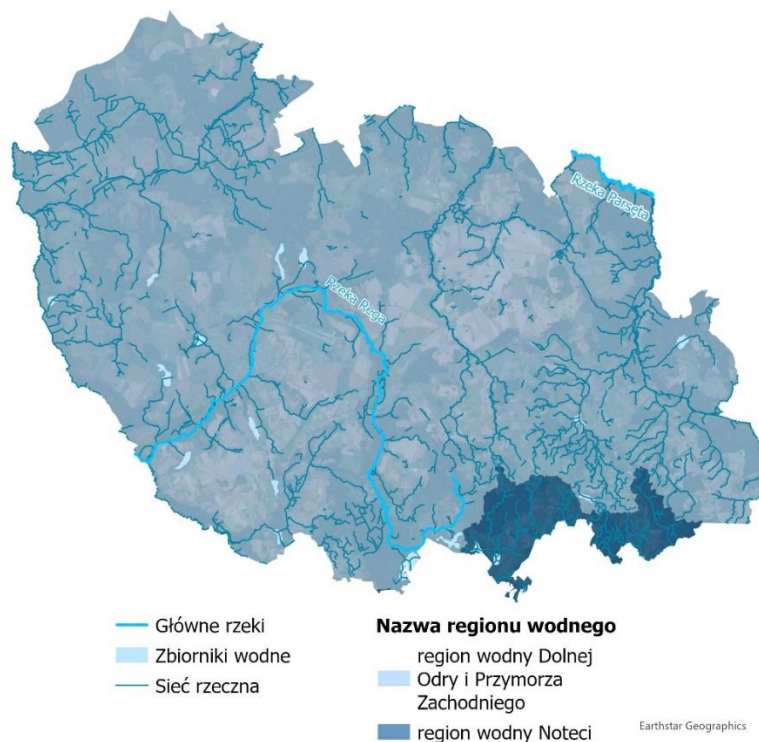 Rzeka Parsęta
Rzeka Rega
Główne rzeki
Zbiorniki wodne
Sieć rzeczna
Nazwa regionu wodnego
region wodny Dolnej
Odry i Przymorza
Zachodniego
region wodny Noteci
Earthstar Geographics